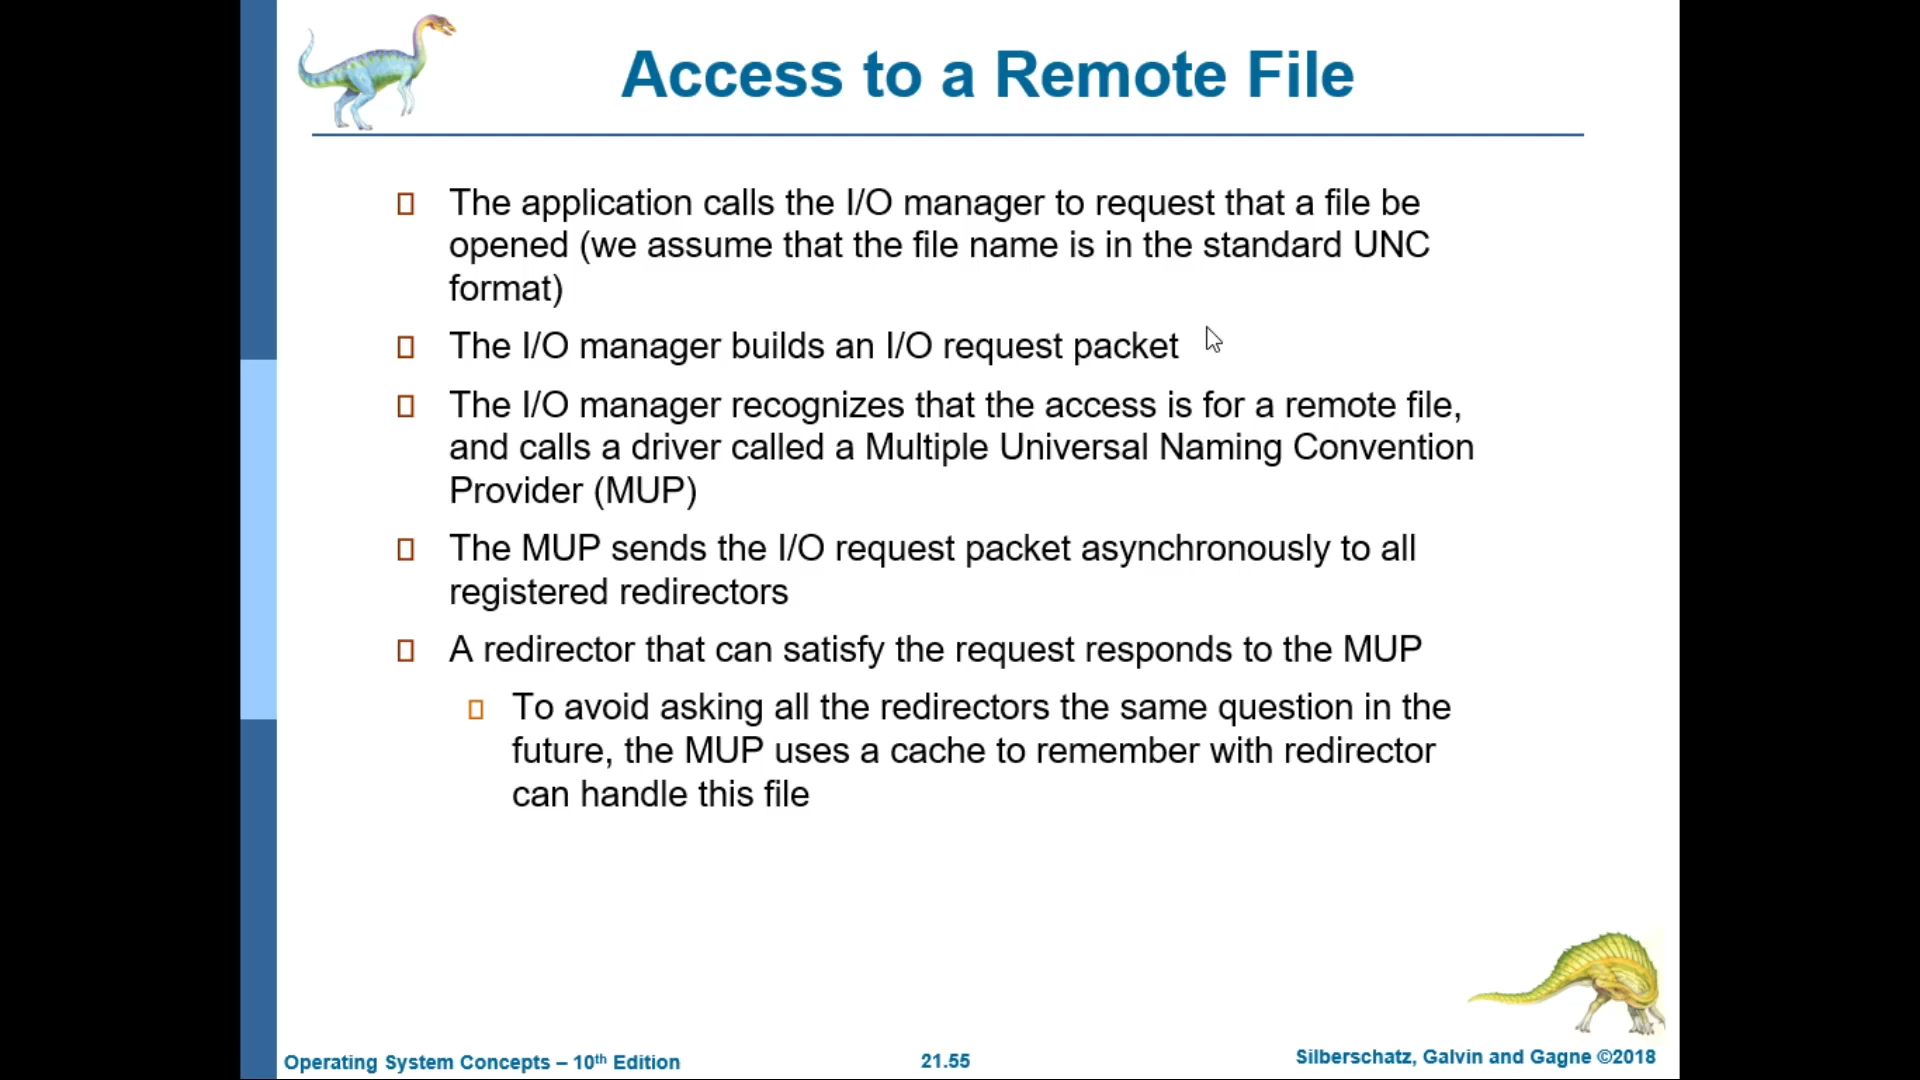 Access to a Remote File
The application calls the I/O manager to request that a file be
opened (we assume that the file name is in the standard UNC
format)
The I/O manager builds an I/O request packet
The I/O manager recognizes that the access is for a remote file,
and calls a driver called a Multiple Universal Naming Convention
Provider (MUP)
The MUP sends the I/O request packet asynchronously to all
registered redirectors
A redirector that can satisfy the request responds to the MUP
To avoid asking all the redirectors the same question in the
future, the MUP uses a cache to remember with redirector
can handle this file
Operating System Concepts – 10th Edition
21.55
Silberschatz, Galvin and Gagne ©2018